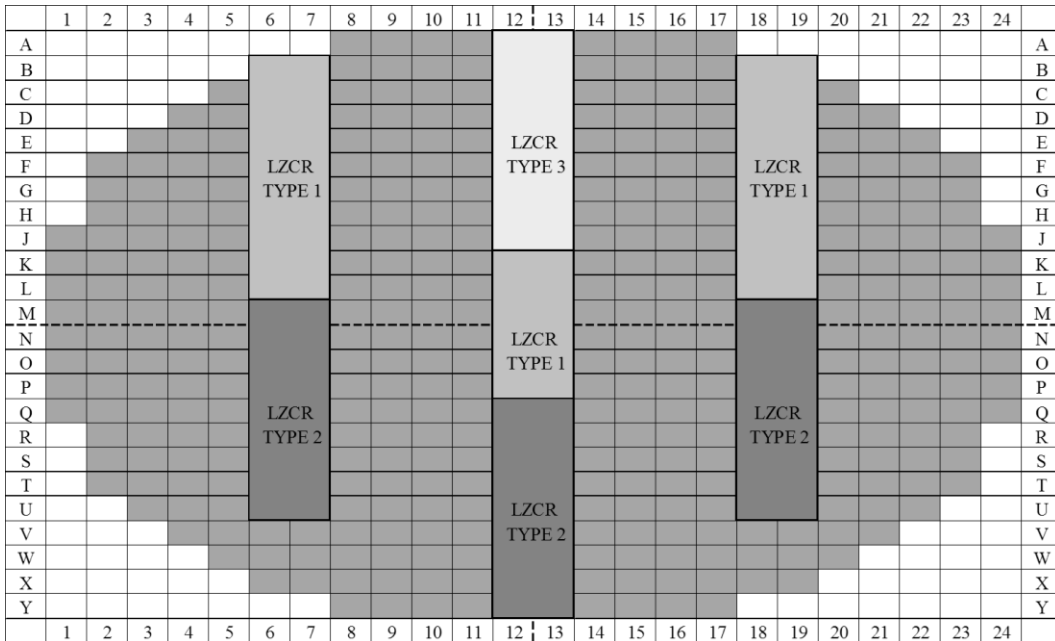 1 2 3 4 5 6 7 8 9 10 11 12 13 14 15 16 17 18 19 20 21 22 23 24
A A
B B
C C
D D
E E
LZCR LZCR LZCR
F F
TYPE 1 TYPE 3 TYPE 1
G G
H H
J J
K K
L L
M M
N N
LZCR
O O
TYPE 1
P P
Q Q
LZCR LZCR
R R
TYPE 2 TYPE 2
S S
T T
U U
LZCR
V V
TYPE 2
W W
X X
Y Y
1 2 3 4 5 6 7 8 9 10 11 12 13 14 15 16 17 18 19 20 21 22 23 24